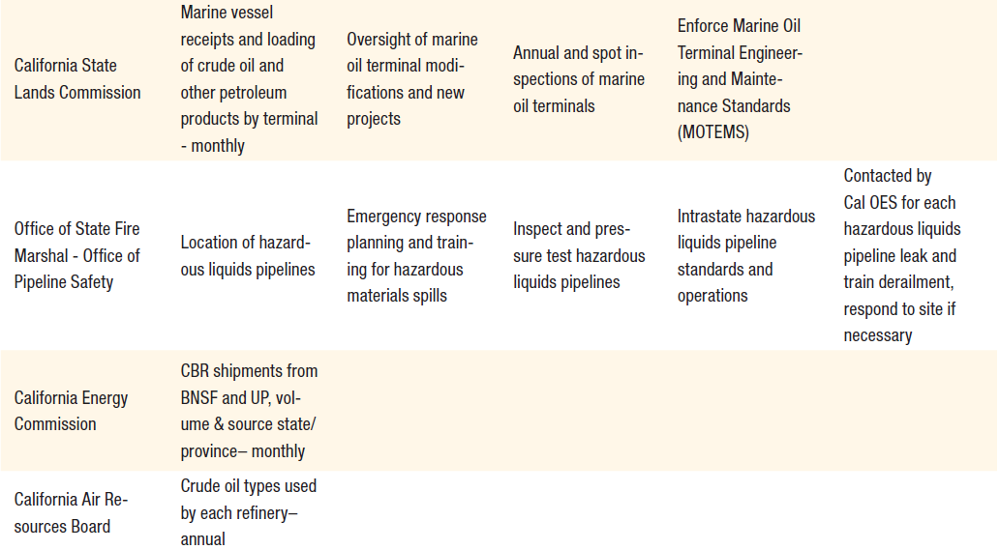 California State
Lands Commission
Marine vessel
receipts and loading
of crude oil and
other petroleum
products by terminal
- monthly
Oversight of marine
oil terminal modi-
fications and new
projects
Annual and spot in-
spections of marine
oil terminals
Enforce Marine Oil
Terminal Engineer-
ing and Mainte-
nance Standards
(MOTEMS)
Office of State Fire
Marshal - Office of
Pipeline Safety
Location of hazard-
ous liquids pipelines
Emergency response
planning and train-
ing for hazardous
materials spills
Inspect and pres-
sure test hazardous
liquids pipelines
Intrastate hazardous
liquids pipeline
standards and
operations
Contacted by
Cal OES for each
hazardous liquids
pipeline leak and
train derailment,
respond to site if
necessary
California Energy
Commission
CBR shipments from
BNSF and UP, vol-
ume & source state/
province– monthly
California Air Re-
sources Board
Crude oil types used
by each refinery–
annual